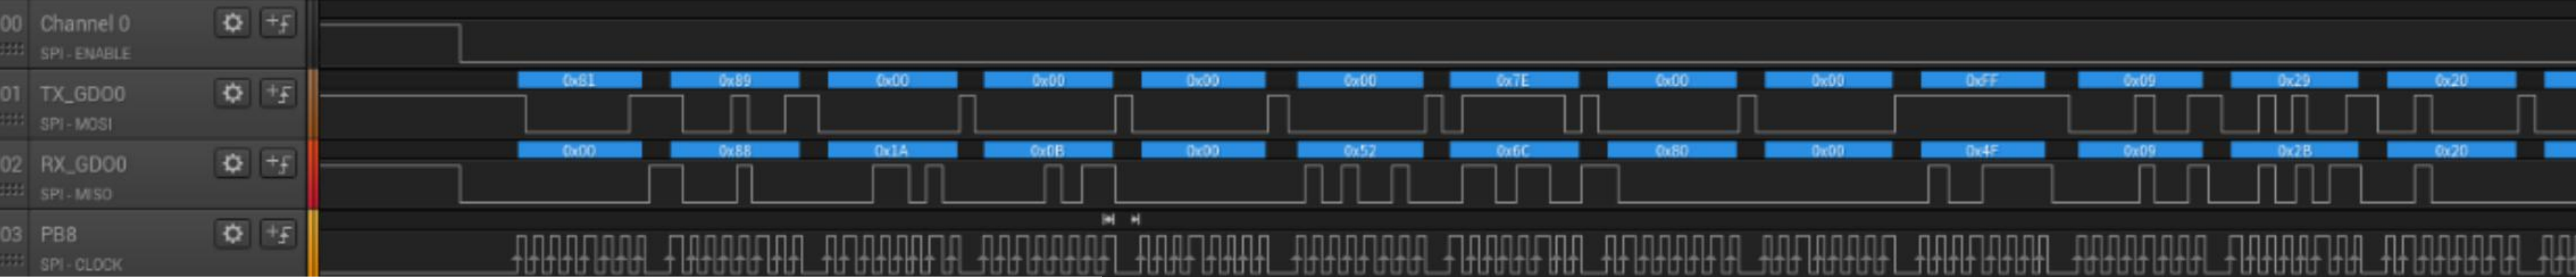 00 Channel 0
SPI - ENABLE
0x81 0x89 0x00 0x00 0x00 0x00 0x7E 0x00 0x00 0xFF 0x09 0x29 0x20
01 TX_GDO0
SPI - MOSI
0x00 0x88 0x1A 0x0B 0x00 0x52 0x6C 0x80 0x00 0x4F 0x09 0x2B 0x20
02 RX_GDO0
SPI - MISO
03 PB8
SPI - CLOCK